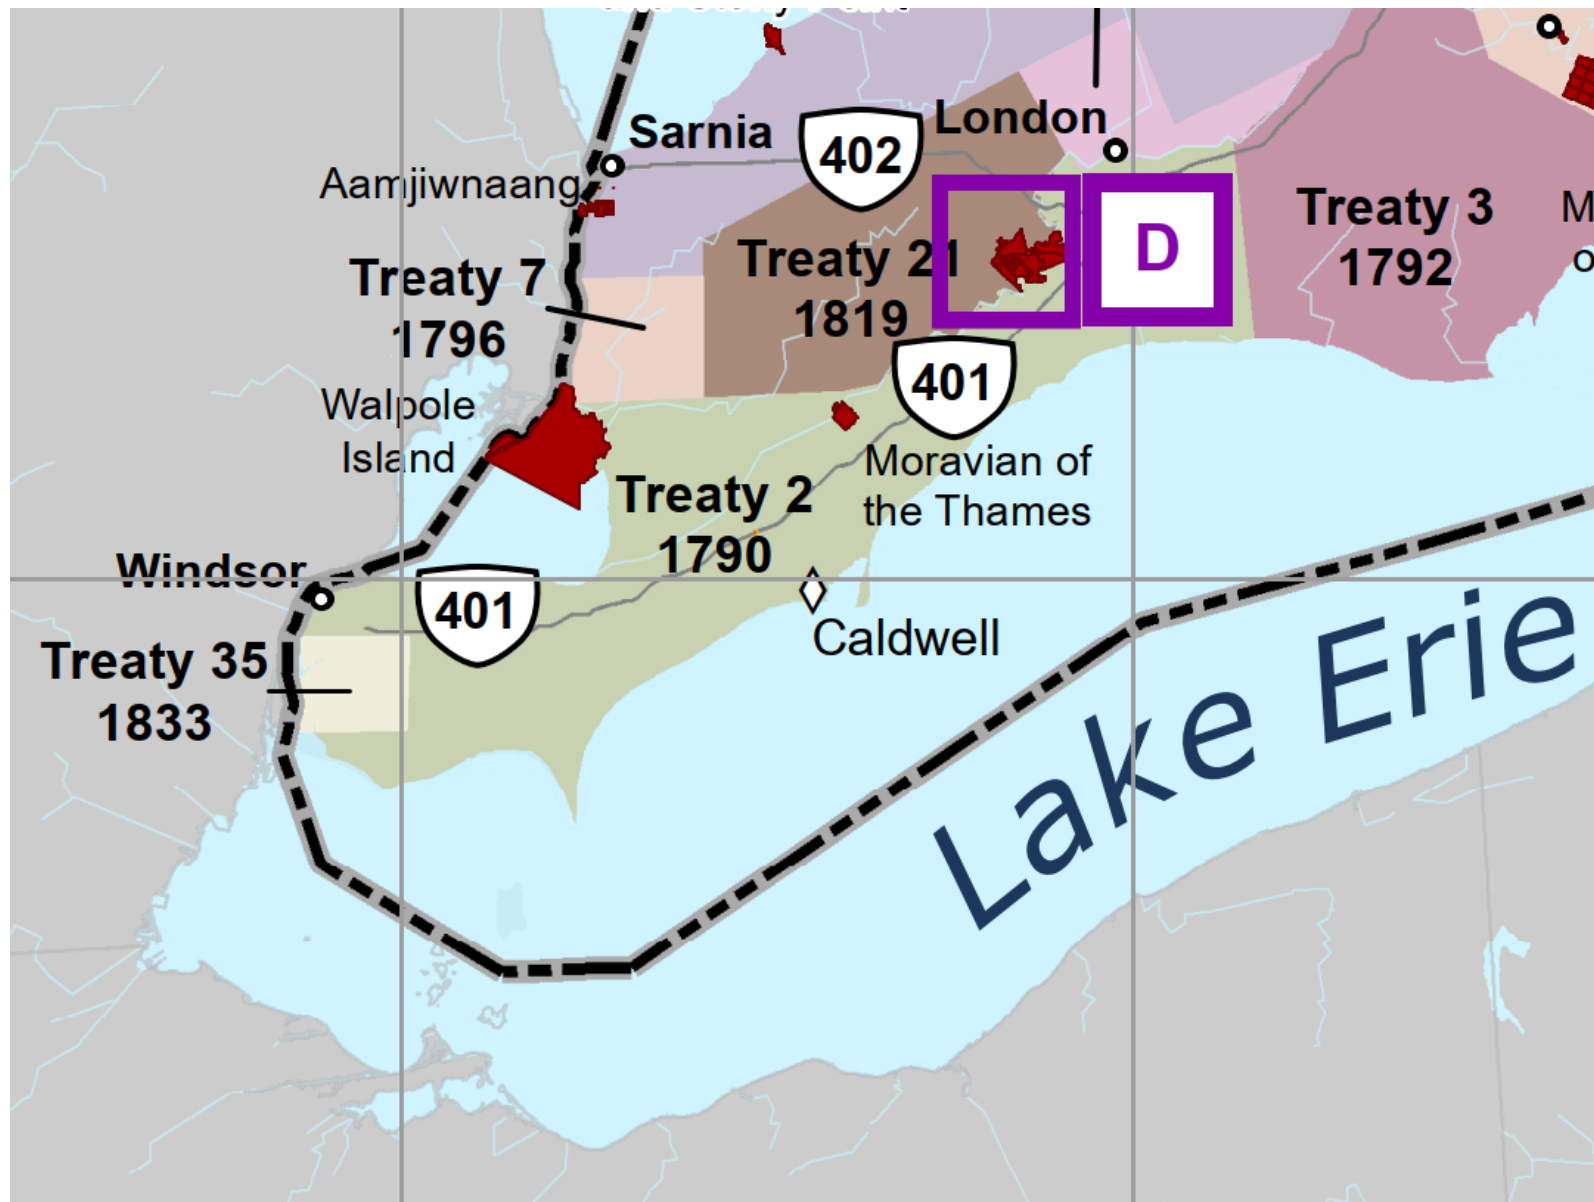 Sarnia
402
London
Aamjiwnaang
Treaty 7
1796
Treaty 21
1819
D
Treaty 3
1792
M
o
401
Walpole
Island
Moravian of
the Thames
Treaty 2
1790
Windsor
401
Caldwell
Treaty 35
1833
Lake Erie